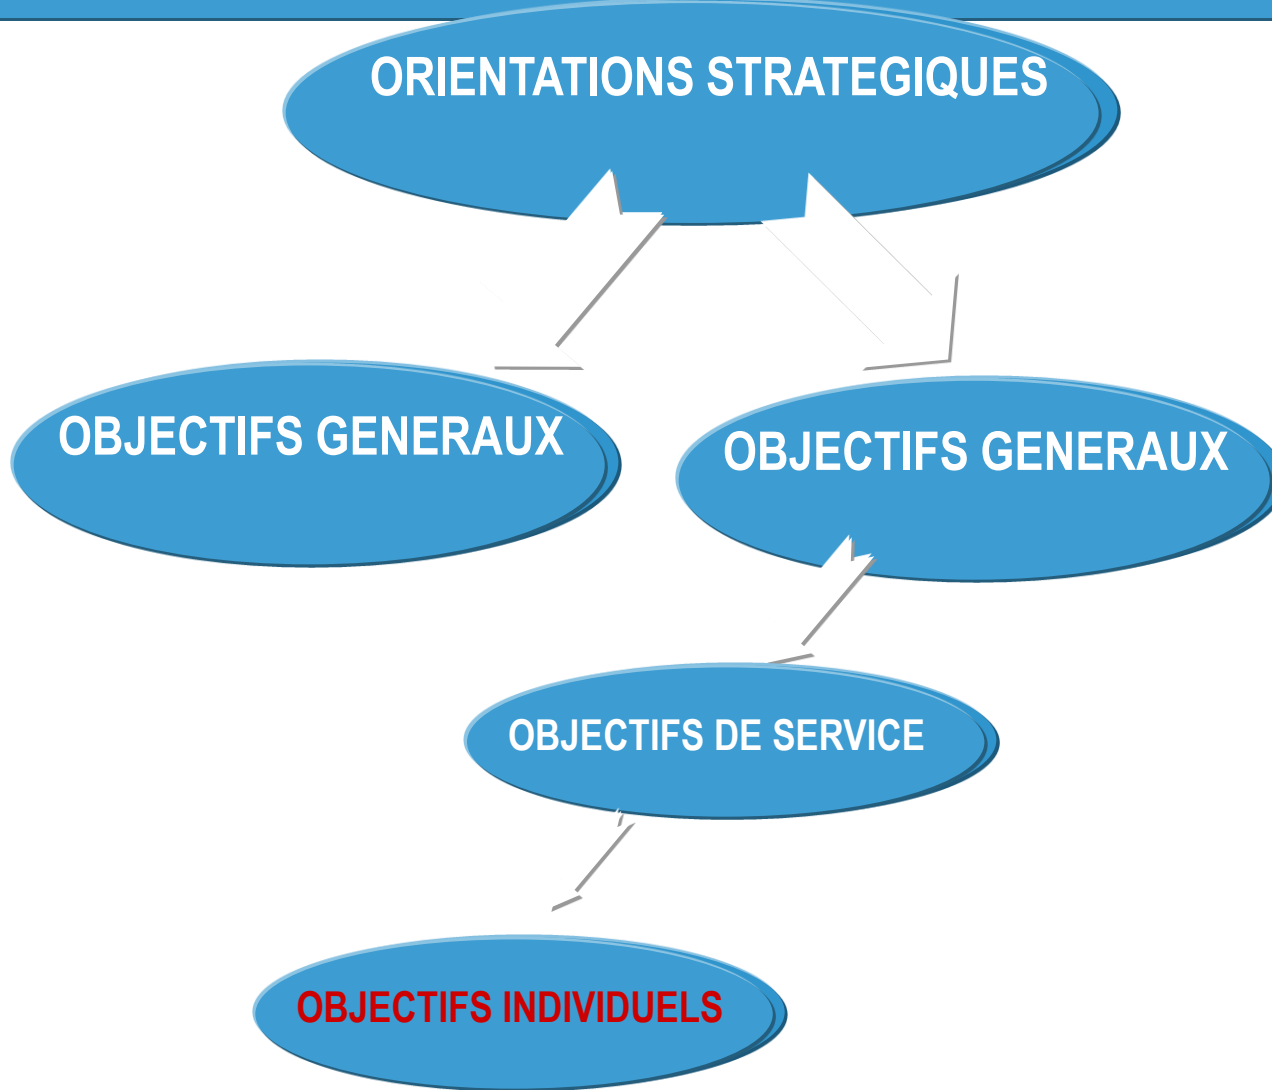 ORIENTATIONS STRATEGIQUES
OBJECTIFS GENERAUX
OBJECTIFS GENERAUX
OBJECTIFS DE SERVICE
OBJECTIFS INDIVIDUELS